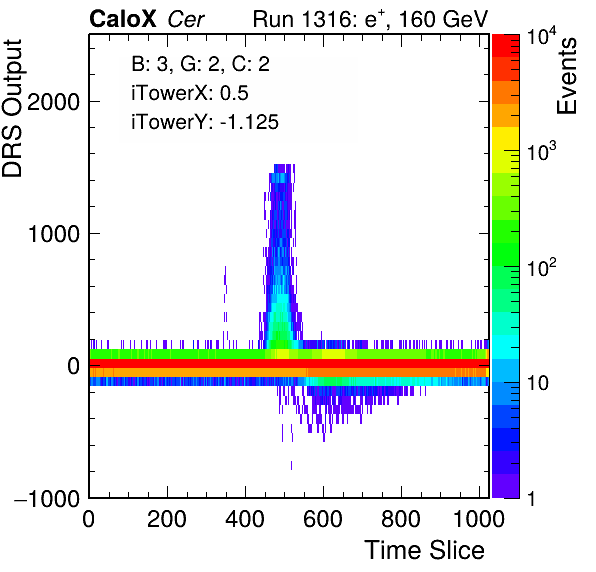 CaloX Cer Run 1316: e⁺, 160 GeV
B: 3, G: 2, C: 2
iTowerX: 0.5
iTowerY: -1.125
DRS Output
2000
1000
0
−1000
0 200 400 600 800 1000
Time Slice
Events
10⁴
10³
10²
10
1